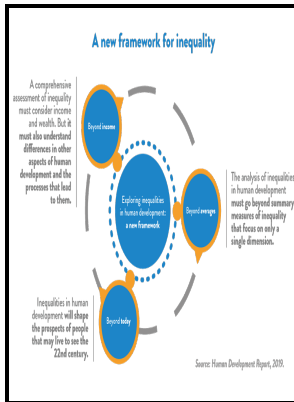 A new framework for inequality
A comprehensive
assessment of inequality
must consider income
and wealth. But it
must also understand
differences in other
aspects of human
development and the
processes that lead
to them.
Beyond income
Exploring inequalities
in human development:
a new framework
Beyond averages
The analysis of inequalities
in human development
must go beyond summary
measures of inequality
that focus on only a
single dimension.
Inequalities in human
development will shape
the prospects of people
that may live to see the
22nd century.
Beyond today
Source: Human Development Report, 2019.